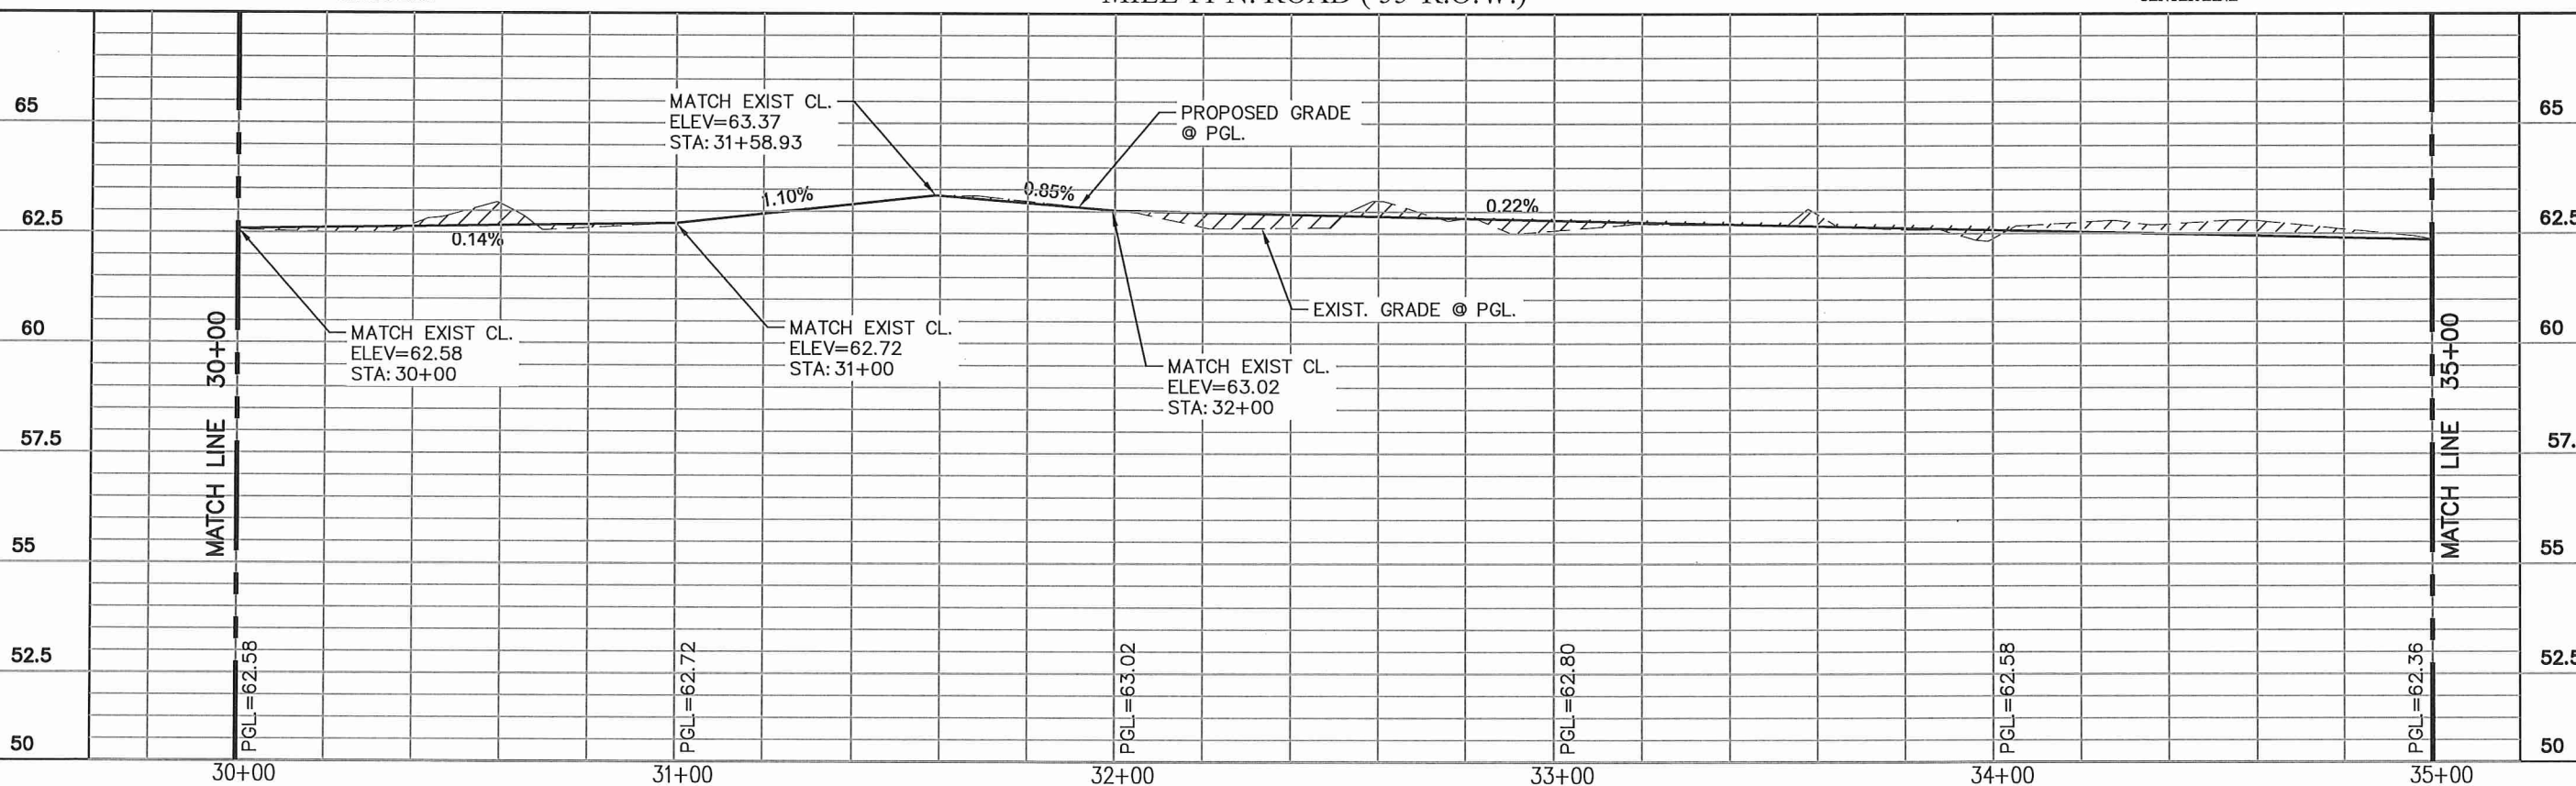 65
62.5
60
57.5
55
52.5
50
MATCH LINE 30+00
MATCH EXIST CL.
ELEV=63.37
STA: 31+58.93
PROPOSED GRADE
@ PGL.
1.10%
0.85%
0.22%
0.14%
MATCH EXIST CL.
ELEV=62.58
STA: 30+00
MATCH EXIST CL.
ELEV=62.72
STA: 31+00
EXIST. GRADE @ PGL.
MATCH EXIST CL.
ELEV=63.02
STA: 32+00
PGL.=62.58
PGL.=62.72
PGL.=63.02
PGL.=62.80
PGL.=62.58
PGL.=62.36
MATCH LINE 35+00
65
62.5
60
57.
55
52.5
50
30+00
31+00
32+00
33+00
34+00
35+00